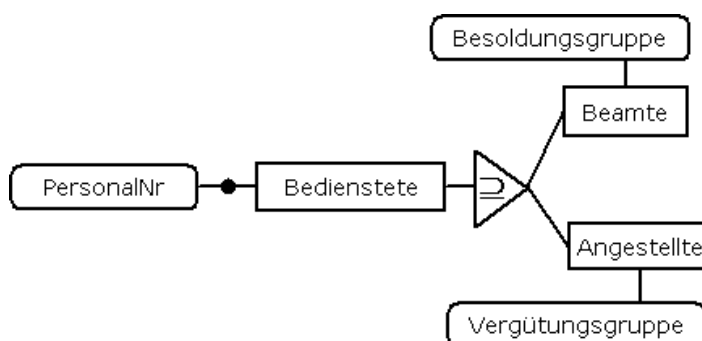 Besoldungsgruppe
Beamte
PersonalNr
Bedienstete
⊇
Angestellte
Vergütungsgruppe